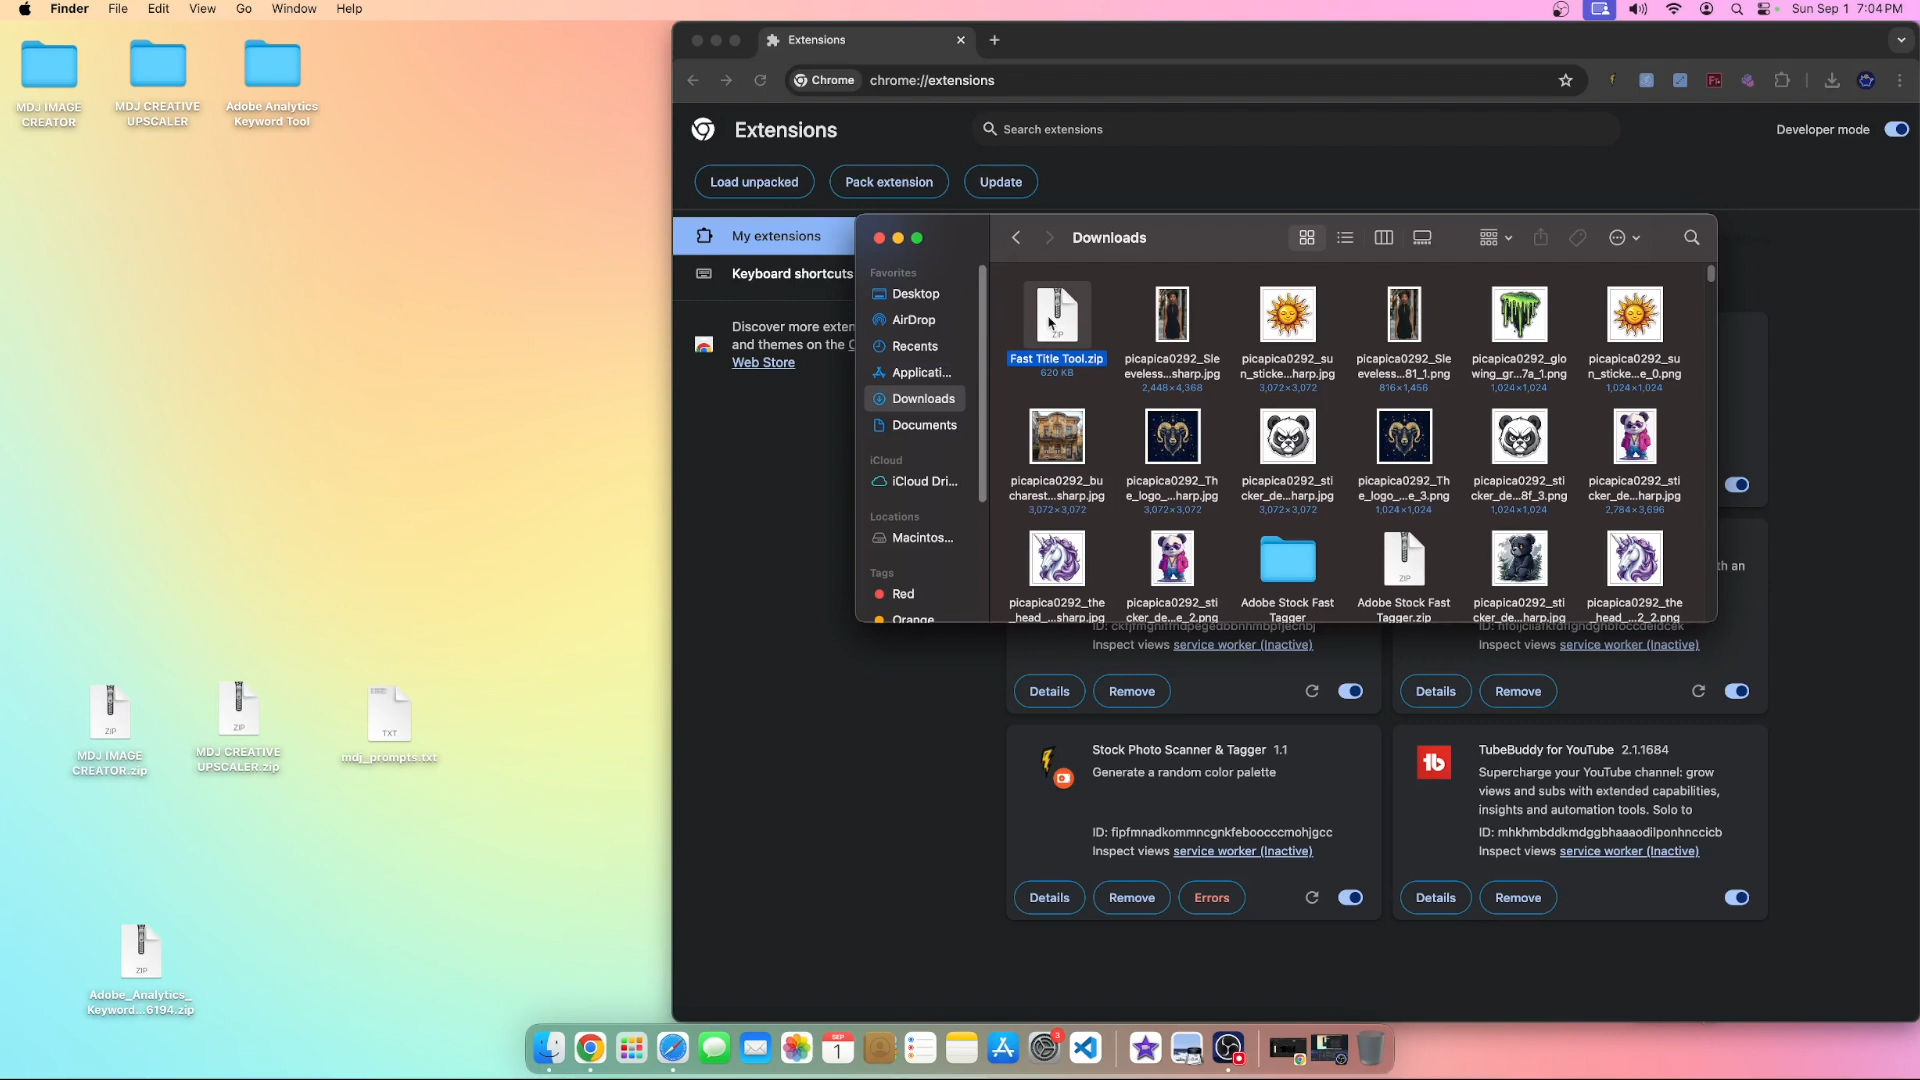 Finder File Edit View Go Window Help
Sun Sep 1 7:04 PM
MDJ IMAGE
CREATOR
MDJ CREATIVE
UPSCALER
Adobe Analytics
Keyword Tool
Extensions
Chrome
chrome://extensions
Extensions
Search extensions
Developer mode
Load unpacked
Pack extension
Update
My extensions
Keyboard shortcuts
Discover more exten
and themes on the C
Web Store
Downloads
Favorites
Desktop
AirDrop
Recents
Applicati...
Downloads
Documents
iCloud
iCloud Dri...
Locations
Macintos...
Tags
Red
Orange
ZIP
Fast Title Tool.zip
620 KB
picapica0292_Sle
eveless...sharp.jpg
2,448×4,368
picapica0292_su
n_sticke...harp.jpg
3,072×3,072
picapica0292_Sle
eveless...81_1.png
816×1,456
picapica0292_glo
wing_gr...7a_1.png
1,024×1,024
picapica0292_sun
_sticke...e_0.png
1,024×1,024
picapica0292_bu
charest...sharp.jpg
3,072×3,072
picapica0292_Th
e_logo_...harp.jpg
3,072×3,072
picapica0292_sti
cker_de...harp.jpg
3,072×3,072
picapica0292_Th
e_logo_...e_3.png
1,024×1,024
picapica0292_sti
cker_de...8f_3.png
1,024×1,024
picapica0292_sti
cker_de...harp.jpg
2,784×3,696
picapica0292_the
_head_...sharp.jpg
picapica0292_sti
cker_de...e_2.png
Adobe Stock Fast
Tagger
ZIP
Adobe Stock Fast
Tagger.zip
picapica0292_sti
cker_de...harp.jpg
picapica0292_the
_head_...2_2.png
th an
Inspect views service worker (Inactive)
Inspect views service worker (Inactive)
Details
Remove
Details
Remove
Stock Photo Scanner & Tagger 1.1
Generate a random color palette
ID: fipfmnadkommncgnkfeboocccmohjgcc
Inspect views service worker (Inactive)
Details
Remove
Errors
TubeBuddy for YouTube 2.1.1684
Supercharge your YouTube channel: grow
views and subs with extended capabilities,
insights and automation tools. Solo to
ID: mhkhmbddkmdggbhaaaodilponhnccicb
Inspect views service worker (Inactive)
Details
Remove
ZIP
MDJ IMAGE
CREATOR.zip
ZIP
MDJ CREATIVE
UPSCALER.zip
TXT
mdj_prompts.txt
ZIP
Adobe_Analytics_
Keyword...6194.zip
SEP
1
3